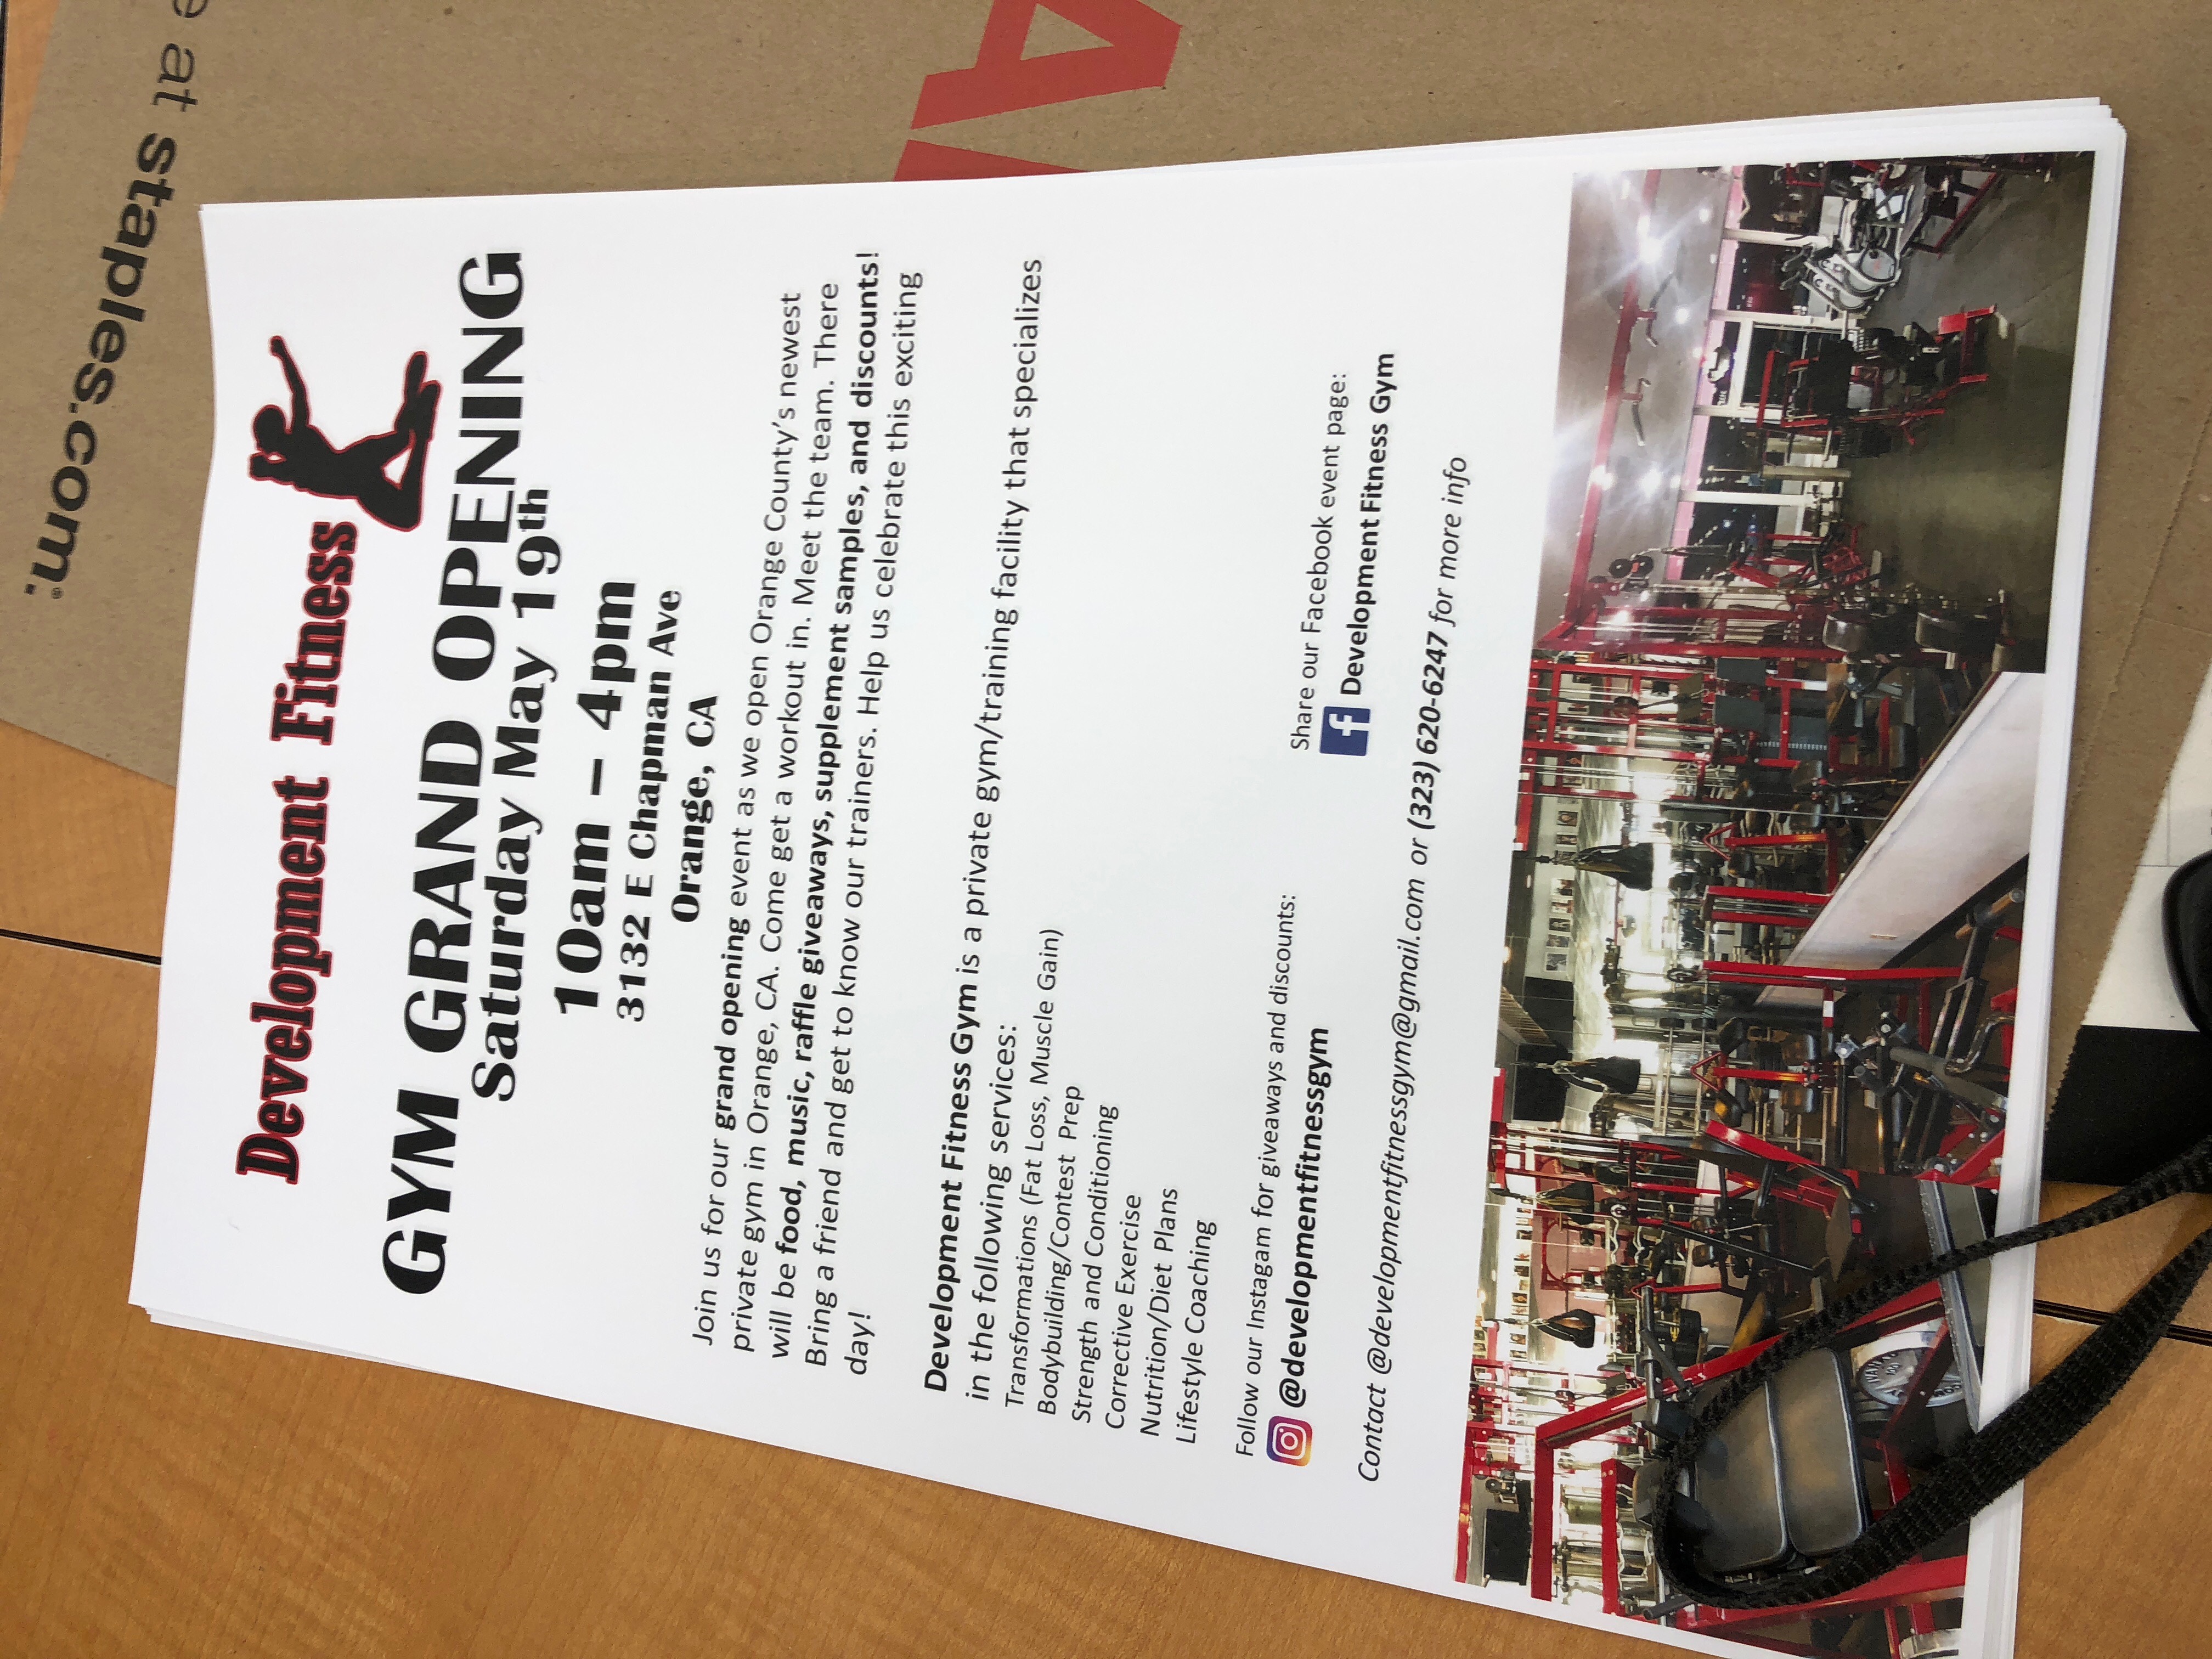 e at staples.com.
Development Fitness
GYM GRAND OPENING
Saturday May 19th
10am – 4pm
3132 E Chapman Ave
Orange, CA
Join us for our grand opening event as we open Orange County's newest
private gym in Orange, CA. Come get a workout in. Meet the team. There
will be food, music, raffle giveaways, supplement samples, and discounts!
Bring a friend and get to know our trainers. Help us celebrate this exciting
day!
Development Fitness Gym is a private gym/training facility that specializes
in the following services:
Transformations (Fat Loss, Muscle Gain)
Bodybuilding/Contest Prep
Strength and Conditioning
Corrective Exercise
Nutrition/Diet Plans
Lifestyle Coaching
Follow our Instagam for giveaways and discounts:
@developmentfitnessgym
Share our Facebook event page:
Development Fitness Gym
Contact @developmentfitnessgym@gmail.com or (323) 620-6247 for more info